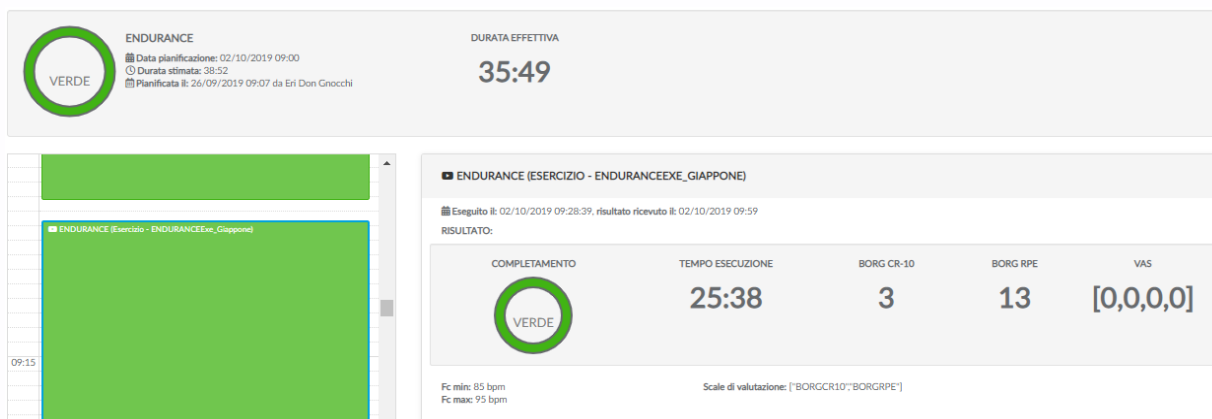 ENDURANCE
Data pianificazione: 02/10/2019 09:00
Durata stimata: 38:52
Pianificata il: 26/09/2019 09:07 da Eri Don Gnocchi
VERDE
DURATA EFFETTIVA
35:49
ENDURANCE (Esercizio - ENDURANCEExe_Giappone)
09:15
ENDURANCE (ESERCIZIO - ENDURANCEEXE_GIAPPONE)
Eseguito il: 02/10/2019 09:28:39, risultato ricevuto il: 02/10/2019 09:59
RISULTATO:
COMPLETAMENTO TEMPO ESECUZIONE BORG CR-10 BORG RPE VAS
VERDE 25:38 3 13 [0,0,0,0]
Fc min: 85 bpm Scale di valutazione: ["BORGCR10","BORGRPE"]
Fc max: 95 bpm